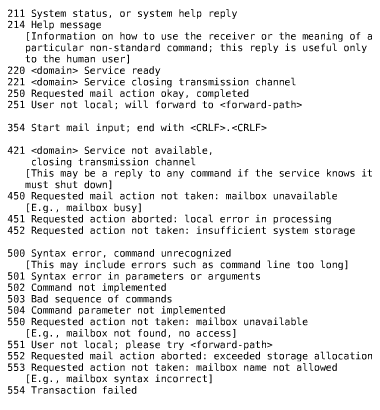 211 System status, or system help reply
214 Help message
[Information on how to use the receiver or the meaning of a
particular non-standard command; this reply is useful only
to the human user]
220 <domain> Service ready
221 <domain> Service closing transmission channel
250 Requested mail action okay, completed
251 User not local; will forward to <forward-path>
354 Start mail input; end with <CRLF>.<CRLF>
421 <domain> Service not available,
closing transmission channel
[This may be a reply to any command if the service knows it
must shut down]
450 Requested mail action not taken: mailbox unavailable
[E.g., mailbox busy]
451 Requested action aborted: local error in processing
452 Requested action not taken: insufficient system storage
500 Syntax error, command unrecognized
[This may include errors such as command line too long]
501 Syntax error in parameters or arguments
502 Command not implemented
503 Bad sequence of commands
504 Command parameter not implemented
550 Requested action not taken: mailbox unavailable
[E.g., mailbox not found, no access]
551 User not local; please try <forward-path>
552 Requested mail action aborted: exceeded storage allocation
553 Requested action not taken: mailbox name not allowed
[E.g., mailbox syntax incorrect]
554 Transaction failed